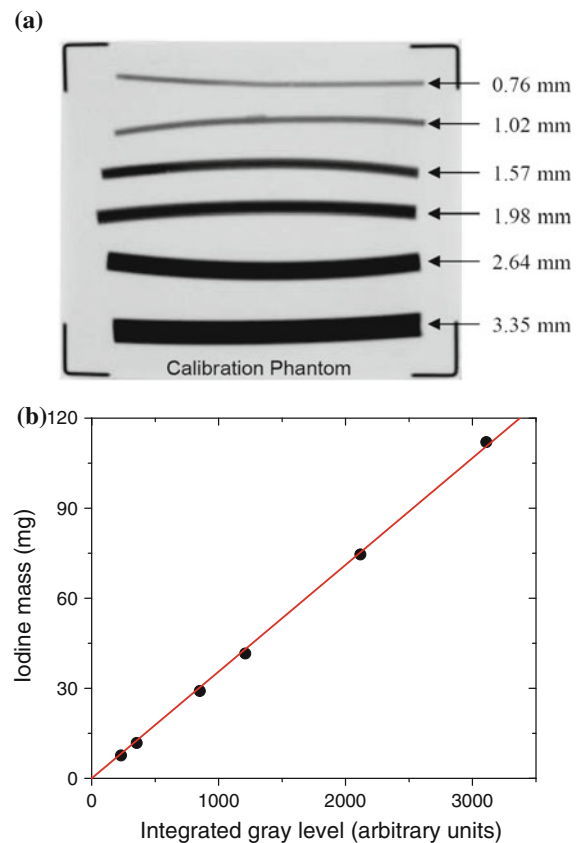 (a)
0.76 mm
1.02 mm
1.57 mm
1.98 mm
2.64 mm
3.35 mm
Calibration Phantom
(b)
120
90
60
30
0
Iodine mass (mg)
0 1000 2000 3000
Integrated gray level (arbitrary units)